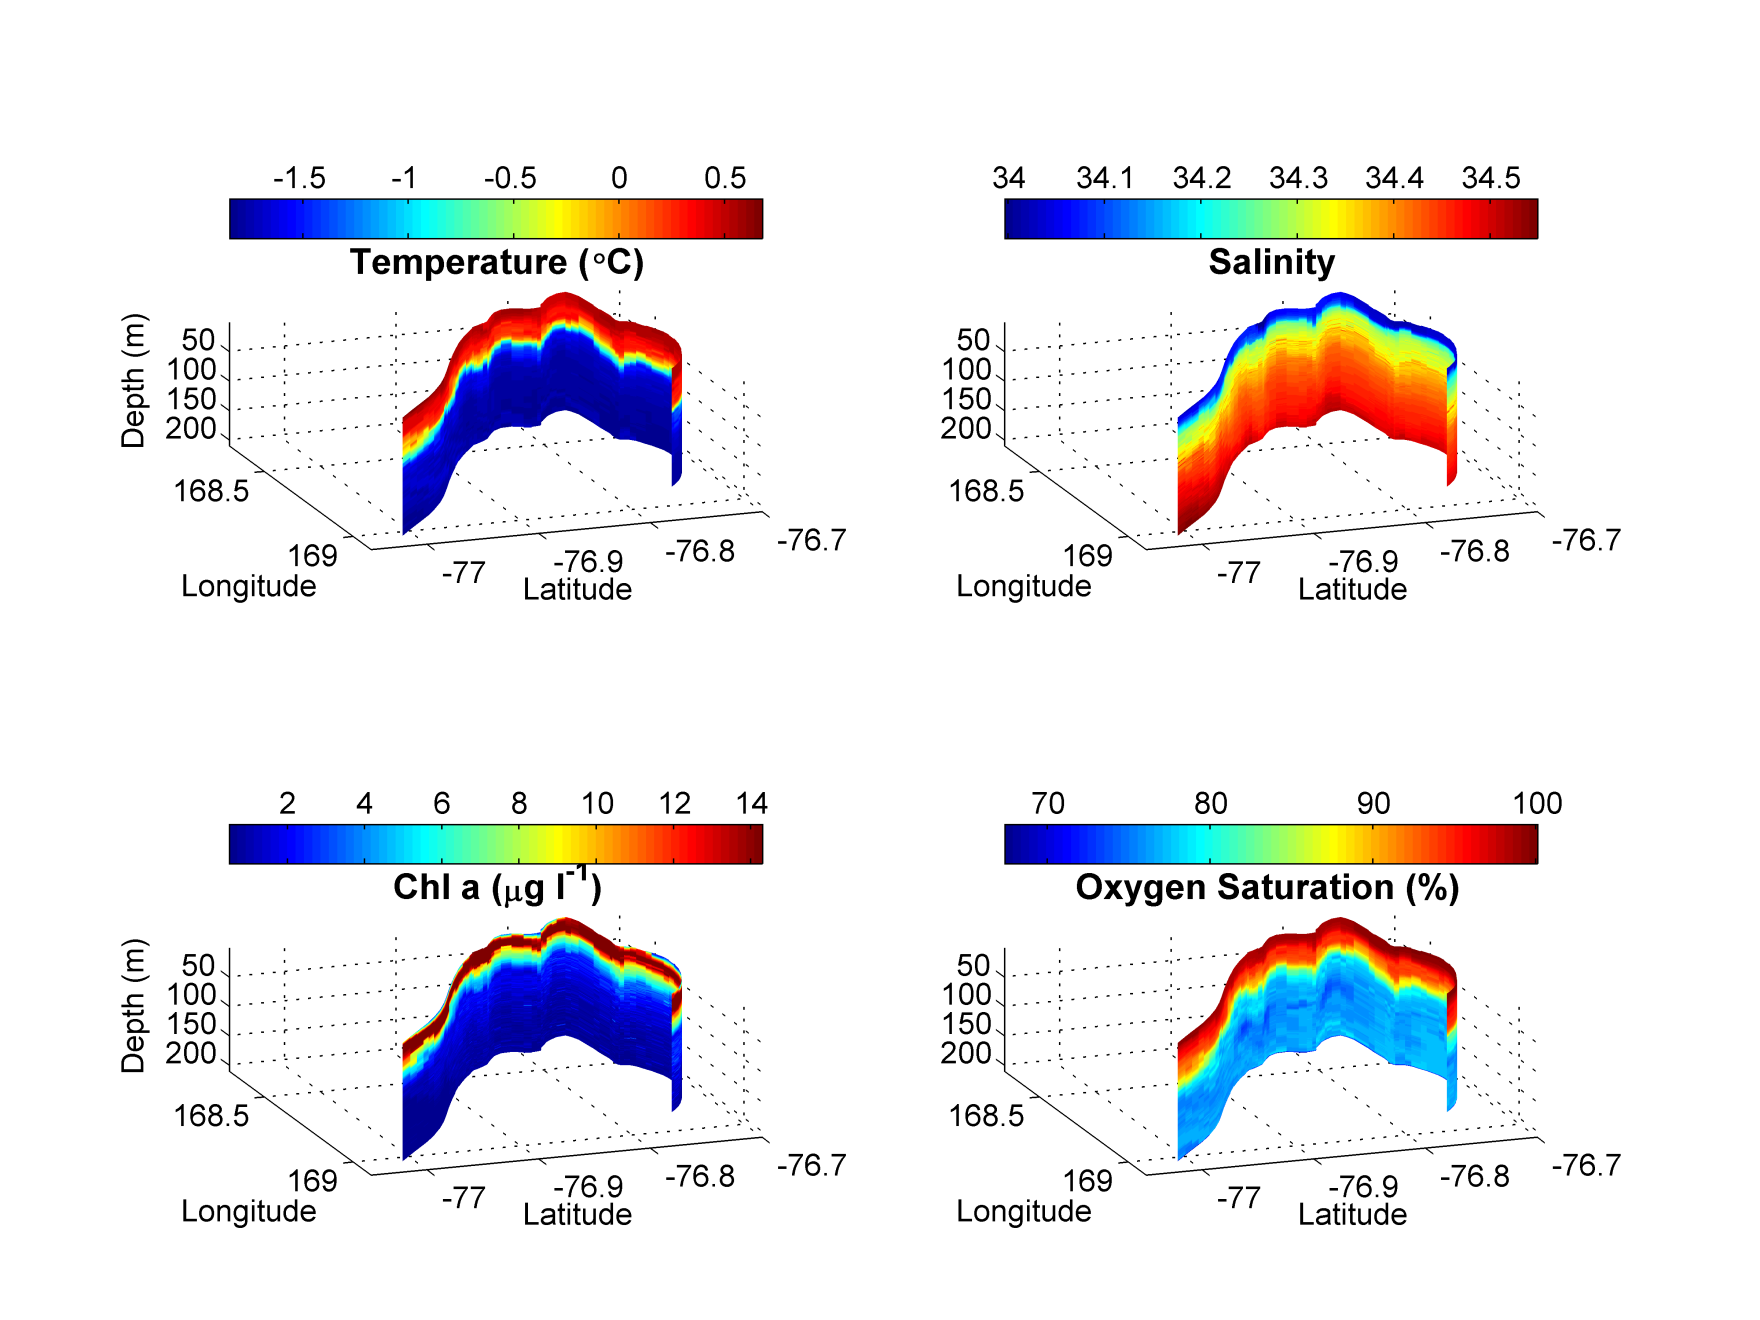 -1.5 -1 -0.5 0 0.5
Temperature (°C)
Depth (m)
50
100
150
200
168.5
169
Longitude
-77 -76.9 -76.8 -76.7
Latitude
34 34.1 34.2 34.3 34.4 34.5
Salinity
50
100
150
200
168.5
169
Longitude
-77 -76.9 -76.8 -76.7
Latitude
2 4 6 8 10 12 14
Chl a (μg l⁻¹)
Depth (m)
50
100
150
200
168.5
169
Longitude
-77 -76.9 -76.8 -76.7
Latitude
70 80 90 100
Oxygen Saturation (%)
50
100
150
200
168.5
169
Longitude
-77 -76.9 -76.8 -76.7
Latitude